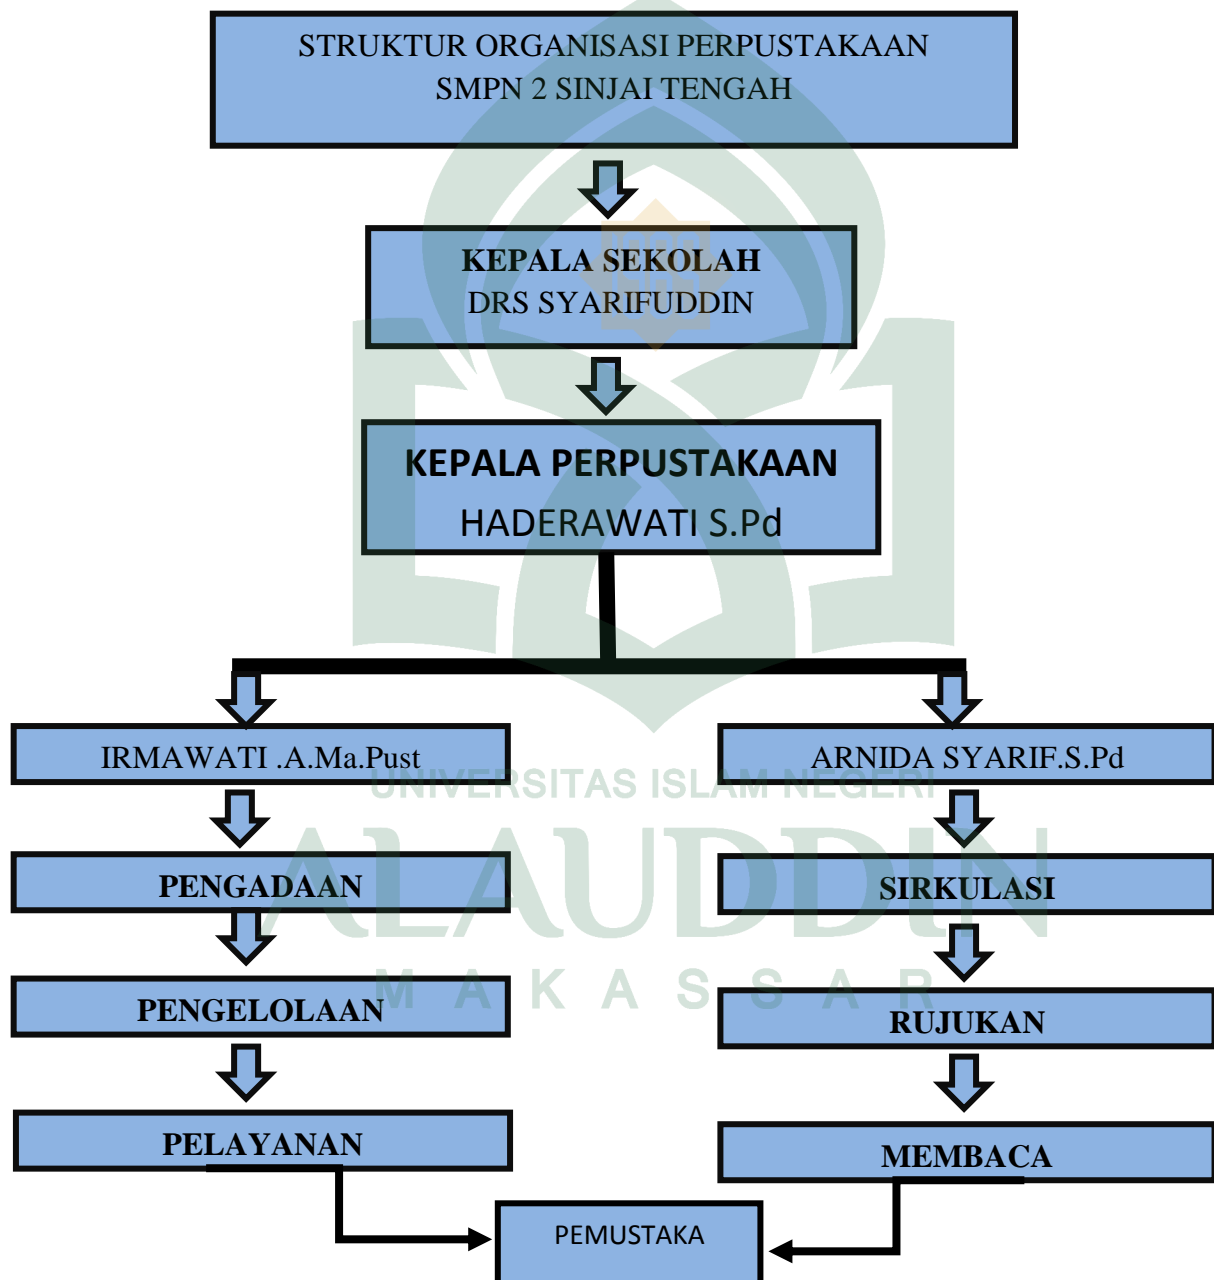 STRUKTUR ORGANISASI PERPUSTAKAAN
SMPN 2 SINJAI TENGAH
KEPALA SEKOLAH
DRS SYARIFUDDIN
KEPALA PERPUSTAKAAN
HADERAWATI S.Pd
IRMAWATI .A.Ma.Pust
ARNIDA SYARIF.S.Pd
UNIVERSITAS ISLAM NEGERI
ALAUDDIN
PENGADAAN
SIRKULASI
MAKASSAR
PENGELOLAAN
RUJUKAN
PELAYANAN
MEMBACA
PEMUSTAKA